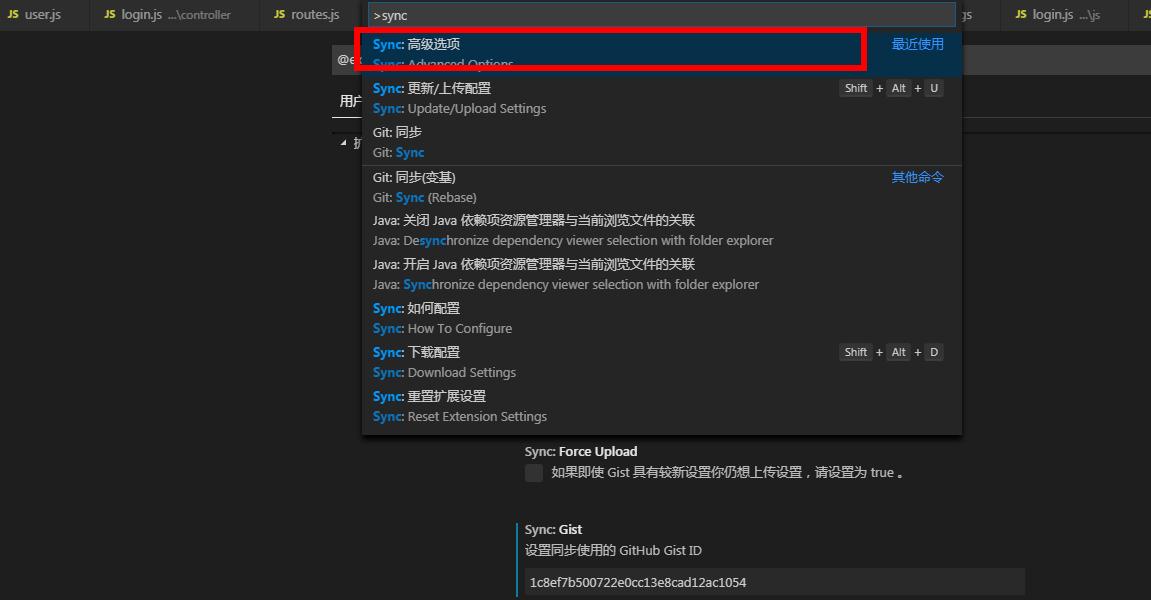 JS user.js JS login.js ...\controller JS routes.js >sync gs JS login.js ...\js JS
Sync: 高级选项 最近使用
Sync: Advanced Options
@e
Sync: 更新/上传配置 Shift + Alt + U
用户
Sync: Update/Upload Settings
Git: 同步
Git: Sync
Git: 同步(变基) 其他命令
Git: Sync (Rebase)
Java: 关闭 Java 依赖项资源管理器与当前浏览文件的关联
Java: Desynchronize dependency viewer selection with folder explorer
Java: 开启 Java 依赖项资源管理器与当前浏览文件的关联
Java: Synchronize dependency viewer selection with folder explorer
Sync: 如何配置
Sync: How To Configure
Sync: 下载配置 Shift + Alt + D
Sync: Download Settings
Sync: 重置扩展设置
Sync: Reset Extension Settings
Sync: Force Upload
如果即使 Gist 具有较新设置你仍想上传设置，请设置为 true 。
Sync: Gist
设置同步使用的 GitHub Gist ID
1c8ef7b500722e0cc13e8cad12ac1054